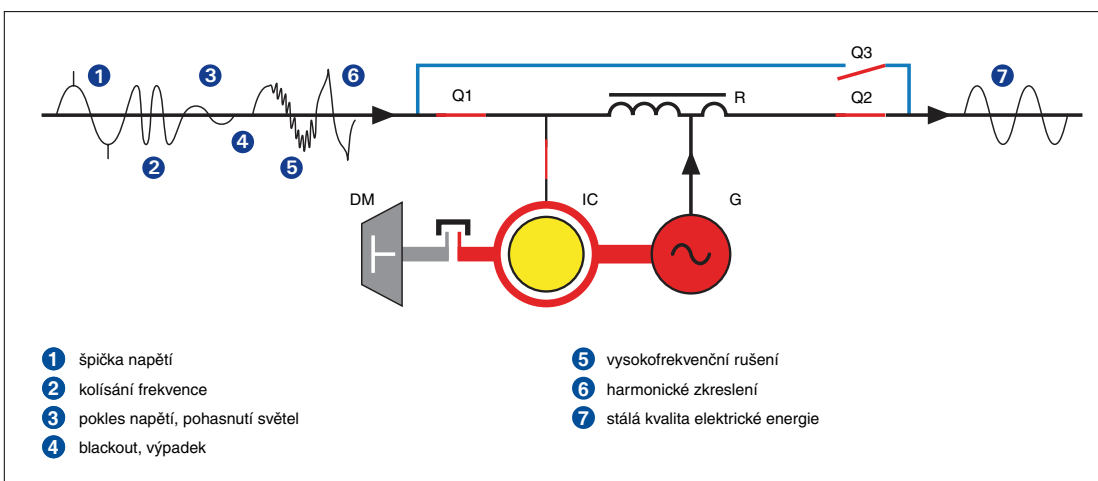 1
3
6
Q3
7
Q1
R
Q2
2
4
5
DM
IC
G
1 špička napětí
2 kolísání frekvence
3 pokles napětí, pohasnutí světel
4 blackout, výpadek
5 vysokofrekvenční rušení
6 harmonické zkreslení
7 stálá kvalita elektrické energie